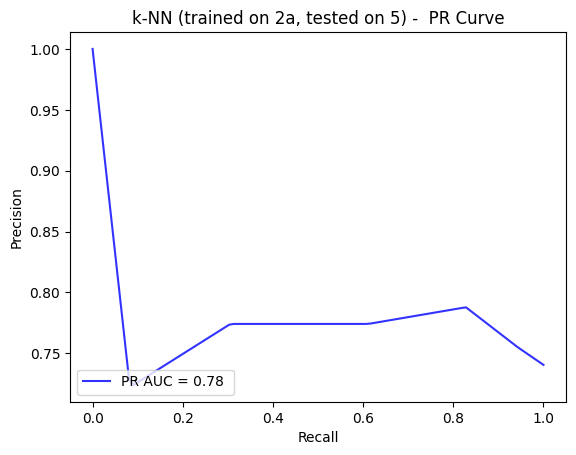 k-NN (trained on 2a, tested on 5) -  PR Curve
1.00
0.95
0.90
0.85
0.80
0.75
Precision
PR AUC = 0.78
0.0 0.2 0.4 0.6 0.8 1.0
Recall